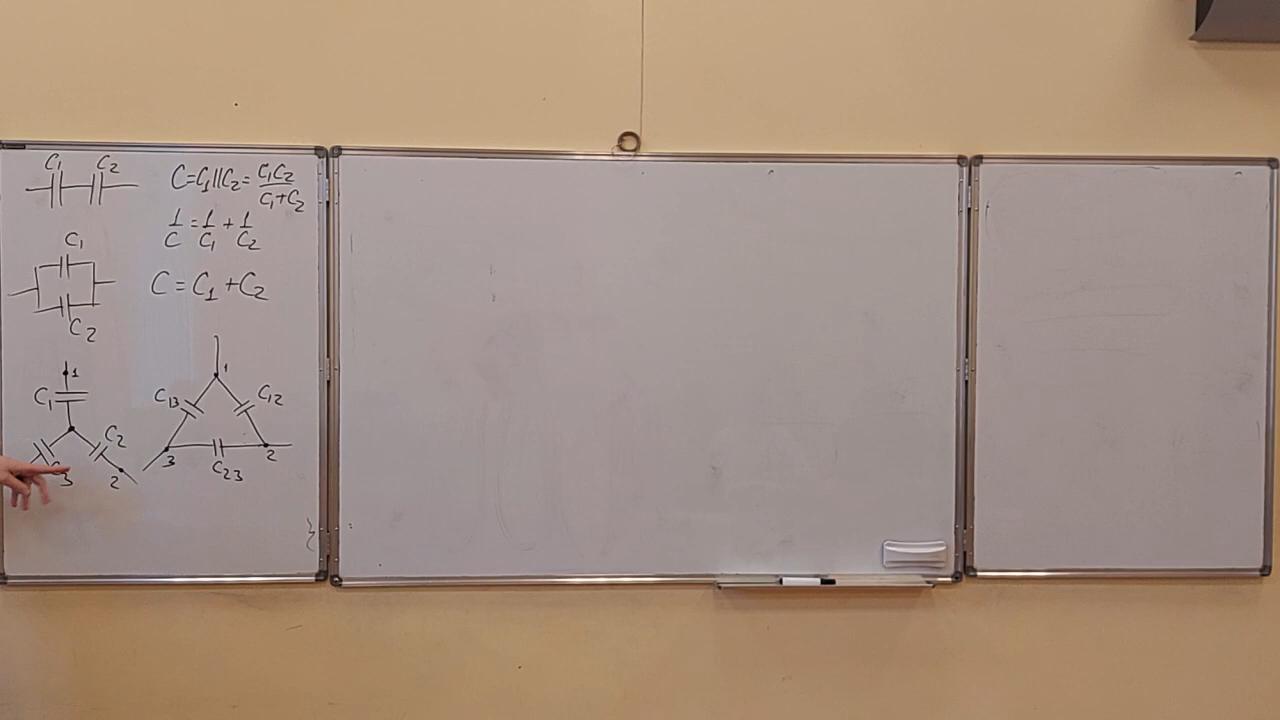 C₁ C₂
C=C₁||C₂=C₁C₂/(C₁+C₂)
1/C=1/C₁+1/C₂
C₁
C=C₁+C₂
C₂
1
C₁
C₂
C₃
2
1
C₁₃ C₁₂
3 2
C₂₃